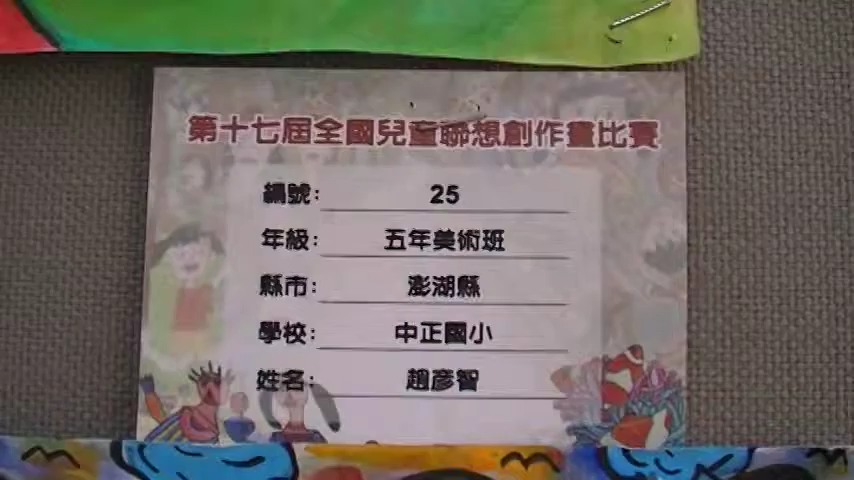 第十七屆全國兒童聯想創作畫比賽
編號: 25
年級: 五年美術班
縣市: 澎湖縣
學校: 中正國小
姓名: 趙彥智